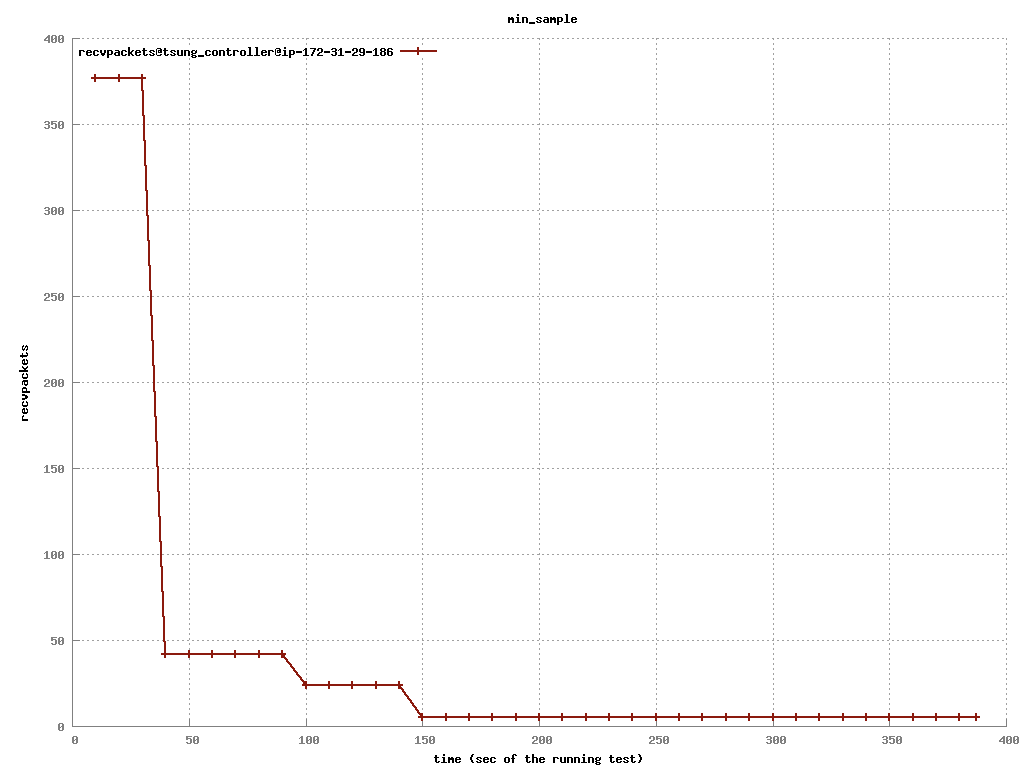 min_sample
400
recvpackets@tsung_controller@ip-172-31-29-186
350
300
250
200
recvpackets
150
100
50
0
0 50 100 150 200 250 300 350 400
time (sec of the running test)